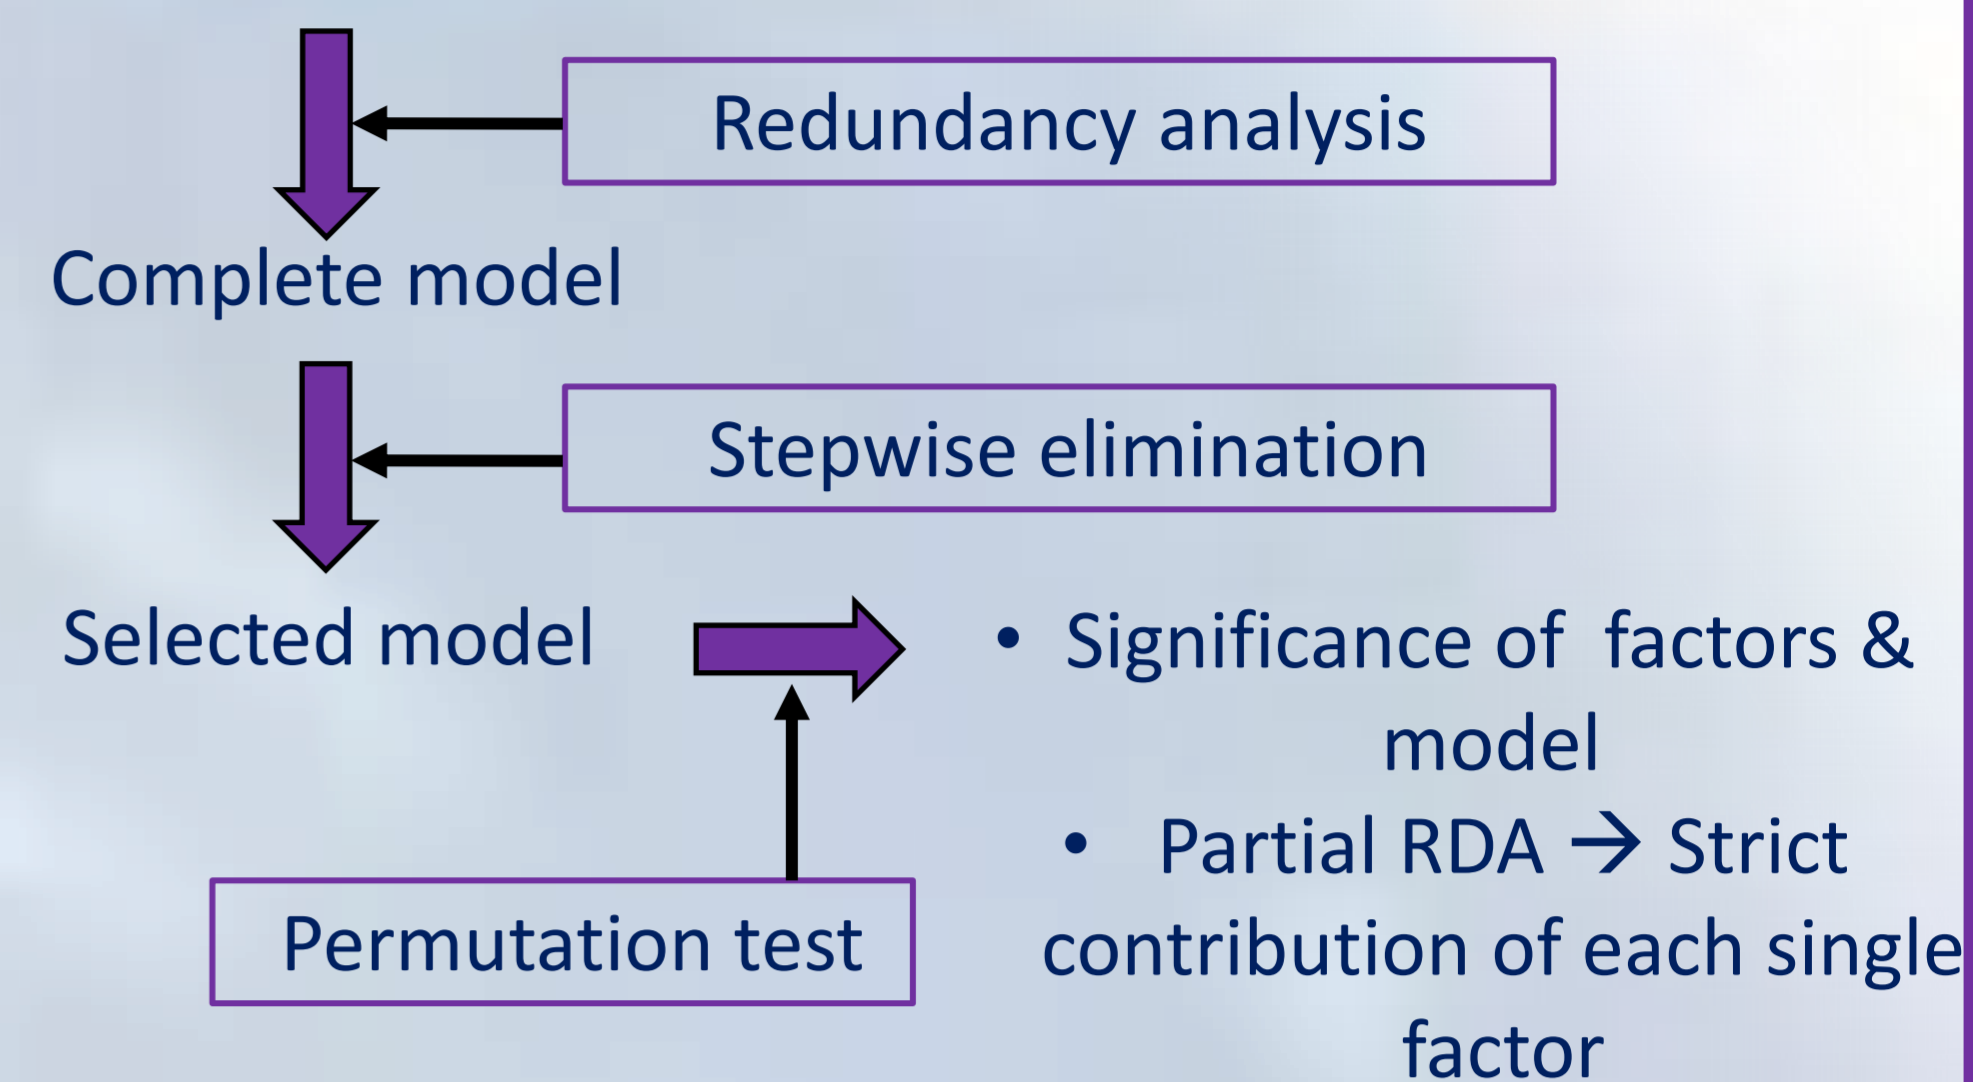 Redundancy analysis
Complete model
Stepwise elimination
Selected model
• Significance of factors &
model
• Partial RDA → Strict
contribution of each single
factor
Permutation test